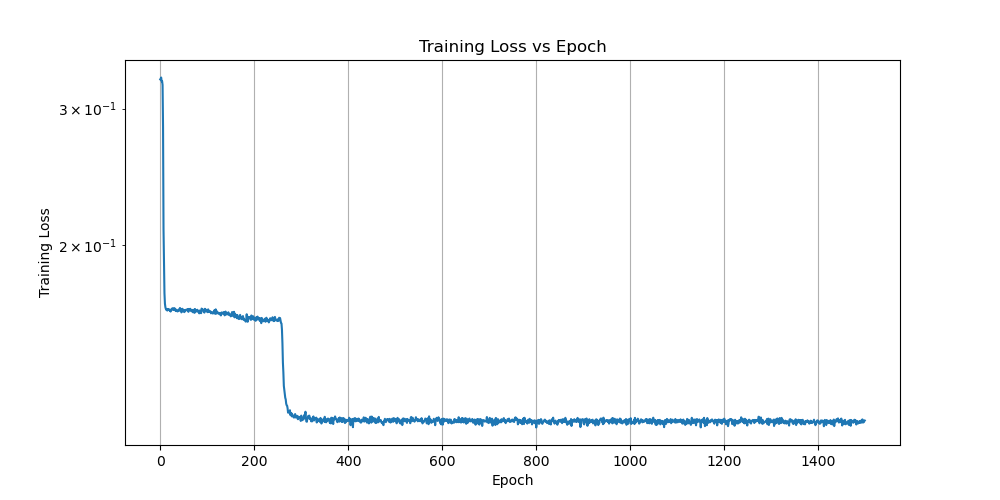 Training Loss vs Epoch
Training Loss
3 × 10⁻¹
2 × 10⁻¹
0 200 400 600 800 1000 1200 1400
Epoch